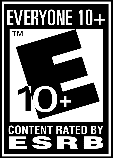 EVERYONE 10+
TM
E
10+
CONTENT RATED BY
ESRB